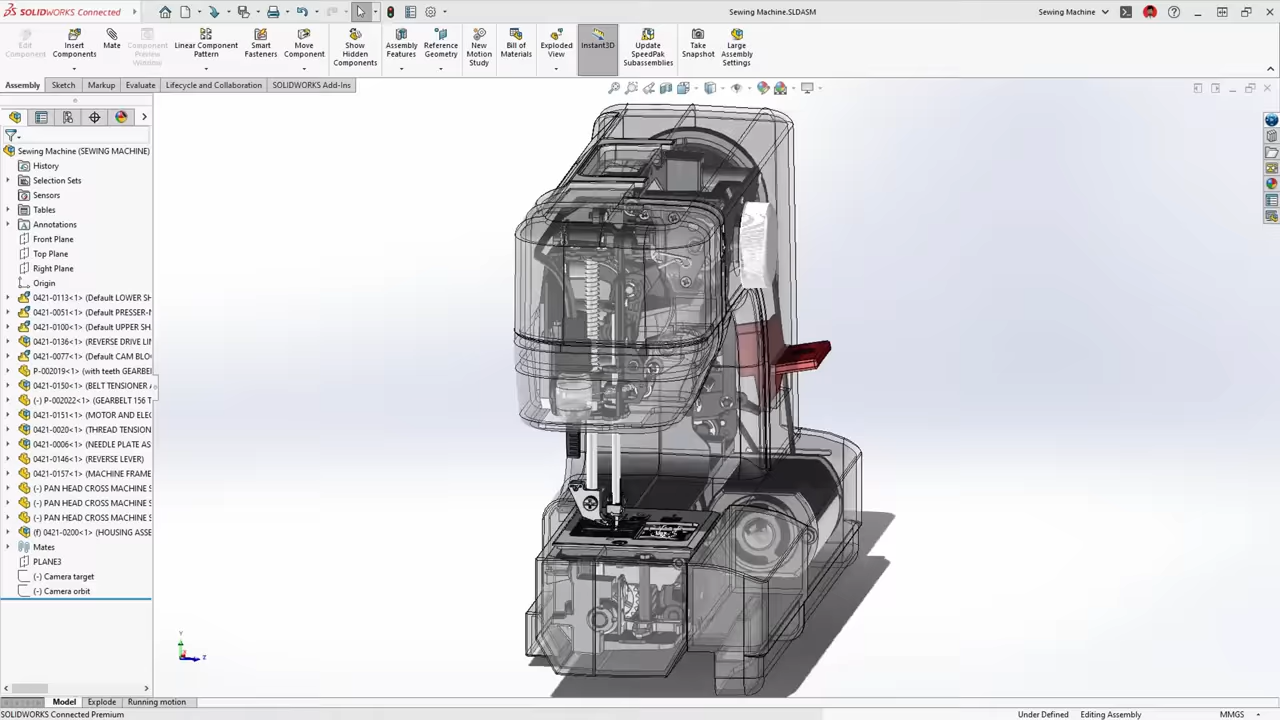 SOLIDWORKS Connected
Sewing Machine.SLDASM
Sewing Machine
Edit Component
Insert Components
Mate
Component Preview Window
Linear Component Pattern
Smart Fasteners
Move Component
Show Hidden Components
Assembly Features
Reference Geometry
New Motion Study
Bill of Materials
Exploded View
Instant3D
Update SpeedPak Subassemblies
Take Snapshot
Large Assembly Settings
Assembly
Sketch
Markup
Evaluate
Lifecycle and Collaboration
SOLIDWORKS Add-Ins
Sewing Machine (SEWING MACHINE)
History
Selection Sets
Sensors
Tables
Annotations
Front Plane
Top Plane
Right Plane
Origin
0421-0113<1> (Default LOWER SH
0421-0051<1> (Default PRESSER-
0421-0100<1> (Default UPPER SH
0421-0136<1> (REVERSE DRIVE LI
0421-0077<1> (Default CAM BLO
P-002019<1> (with teeth GEARBE
0421-0150<1> (BELT TENSIONER
(-) P-002022<1> (GEARBELT 156 T
0421-0151<1> (MOTOR AND ELE
0421-0020<1> (THREAD TENSION
0421-0006<1> (NEEDLE PLATE AS
0421-0146<1> (REVERSE LEVER)
0421-0157<1> (MACHINE FRAME
(-) PAN HEAD CROSS MACHINE S
(-) PAN HEAD CROSS MACHINE S
(-) PAN HEAD CROSS MACHINE S
(f) 0421-0200<1> (HOUSING ASSE
Mates
PLANE3
(-) Camera target
(-) Camera orbit
Y
Z
Model
Explode
Running motion
SOLIDWORKS Connected Premium
Under Defined
Editing Assembly
MMGS